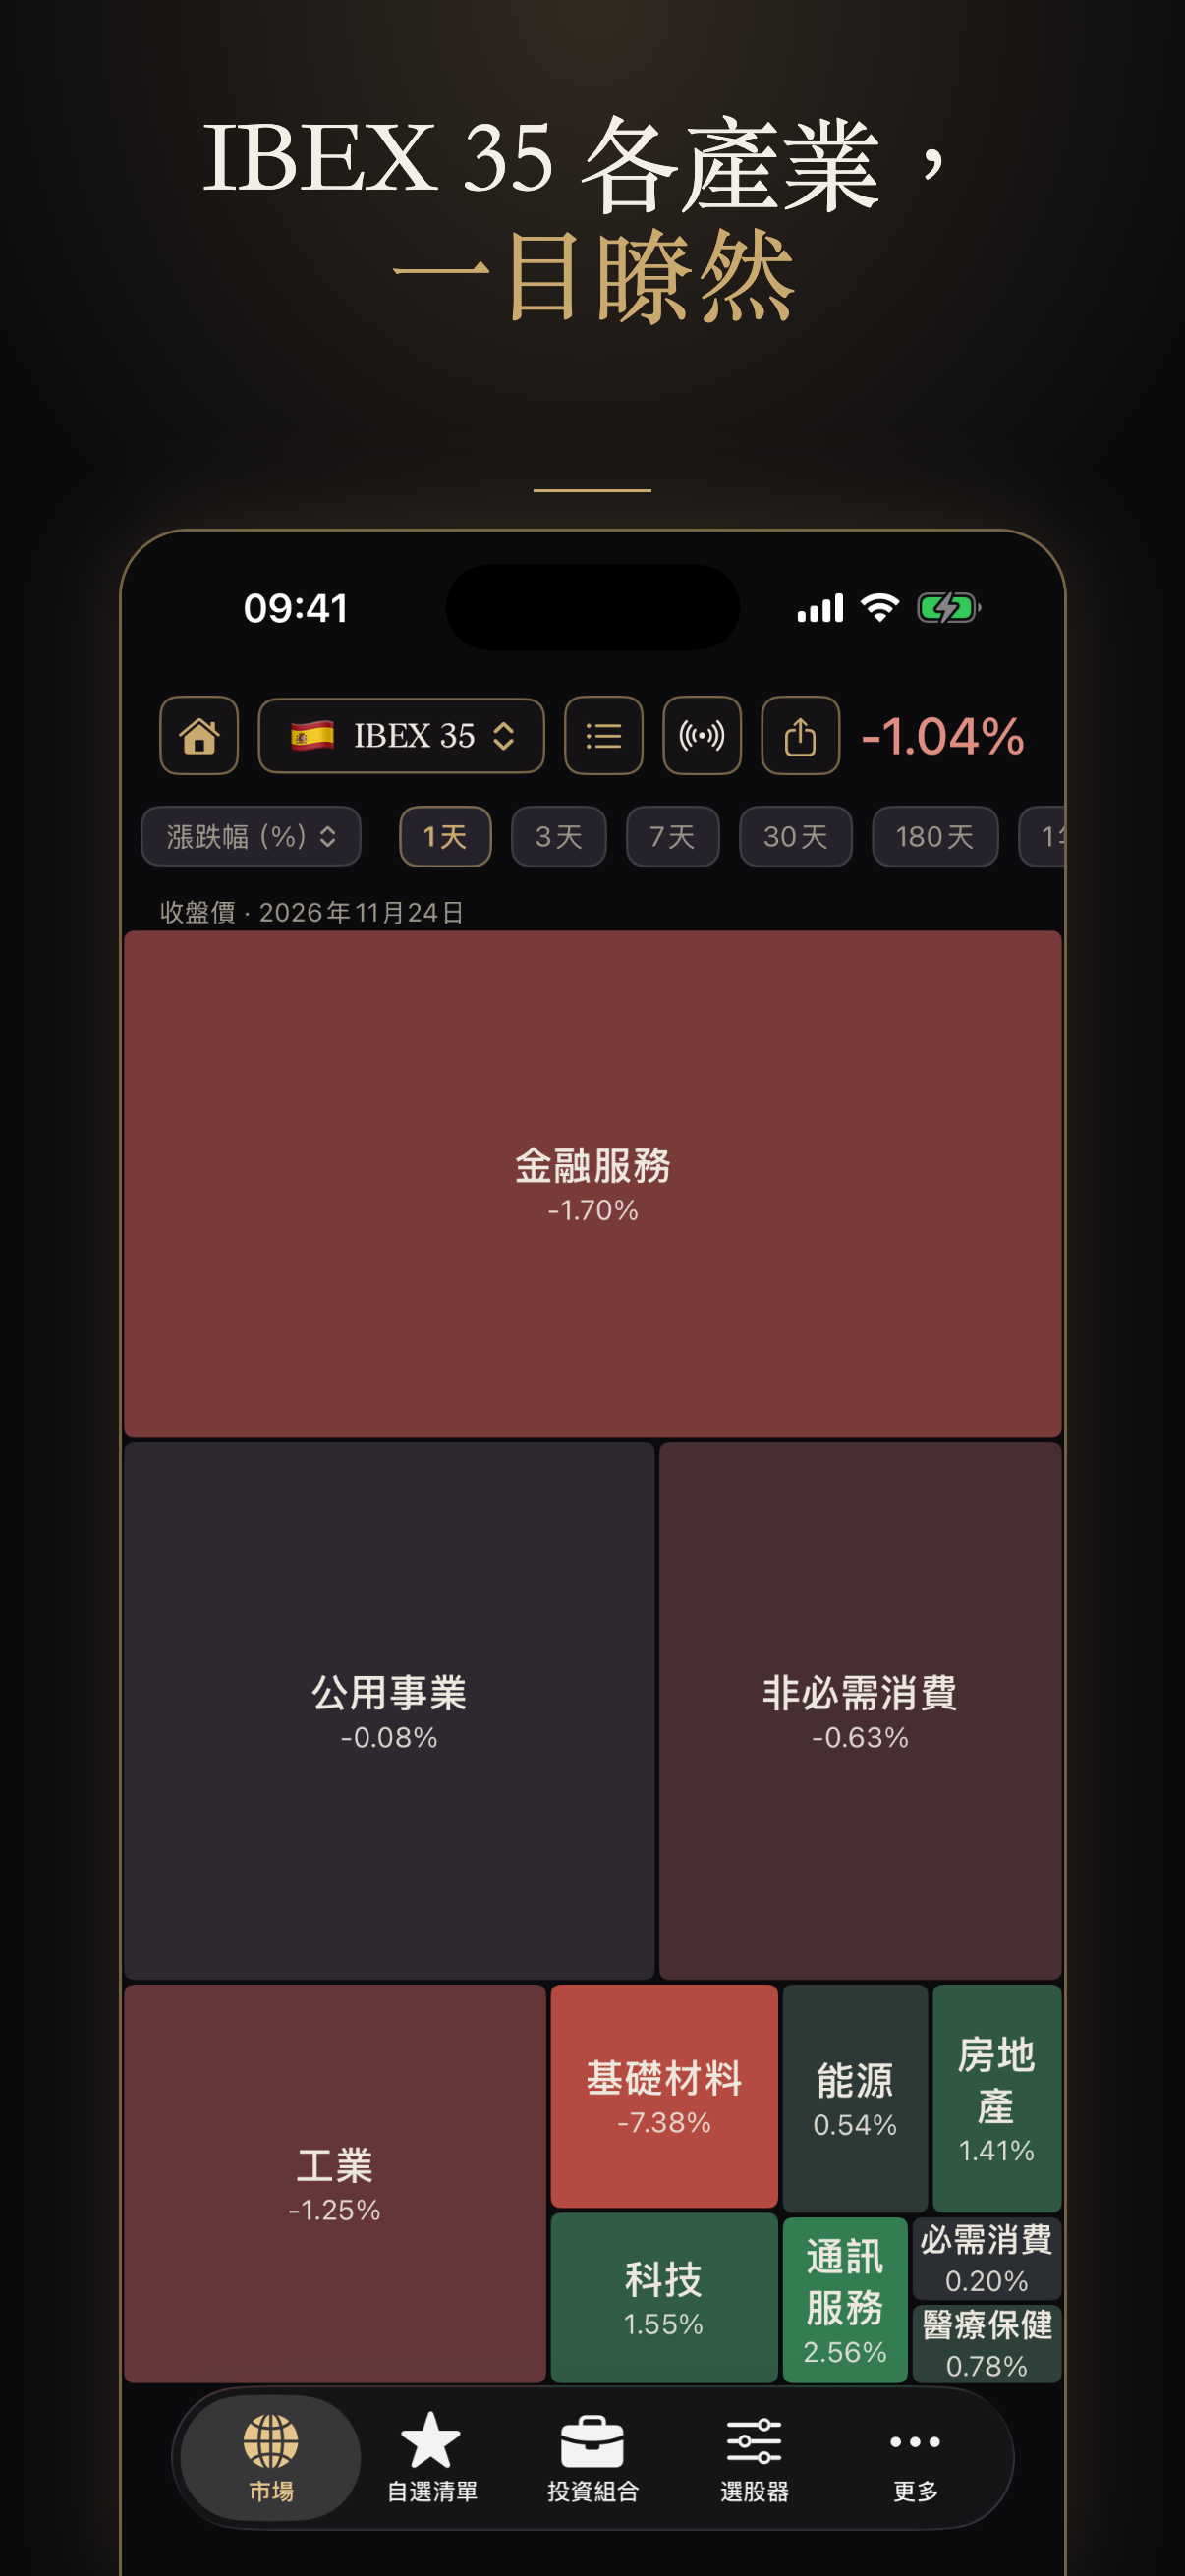 IBEX 35 各產業，
一目瞭然
09:41
IBEX 35
-1.04%
漲跌幅 (%)
1天
3天
7天
30天
180天
1
收盤價 · 2026年11月24日
金融服務
-1.70%
公用事業
-0.08%
非必需消費
-0.63%
工業
-1.25%
基礎材料
-7.38%
能源
0.54%
房地
產
1.41%
科技
1.55%
通訊
服務
2.56%
必需消費
0.20%
醫療保健
0.78%
市場
自選清單
投資組合
選股器
更多